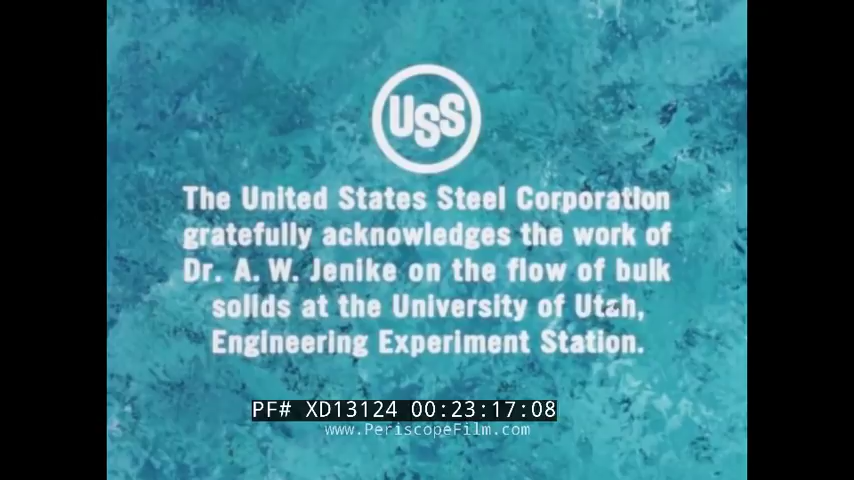 USS
The United States Steel Corporation
gratefully acknowledges the work of
Dr. A. W. Jenike on the flow of bulk
solids at the University of Utah,
Engineering Experiment Station.
PF# XD13124 00:23:17:08
www.PeriscopeFilm.com